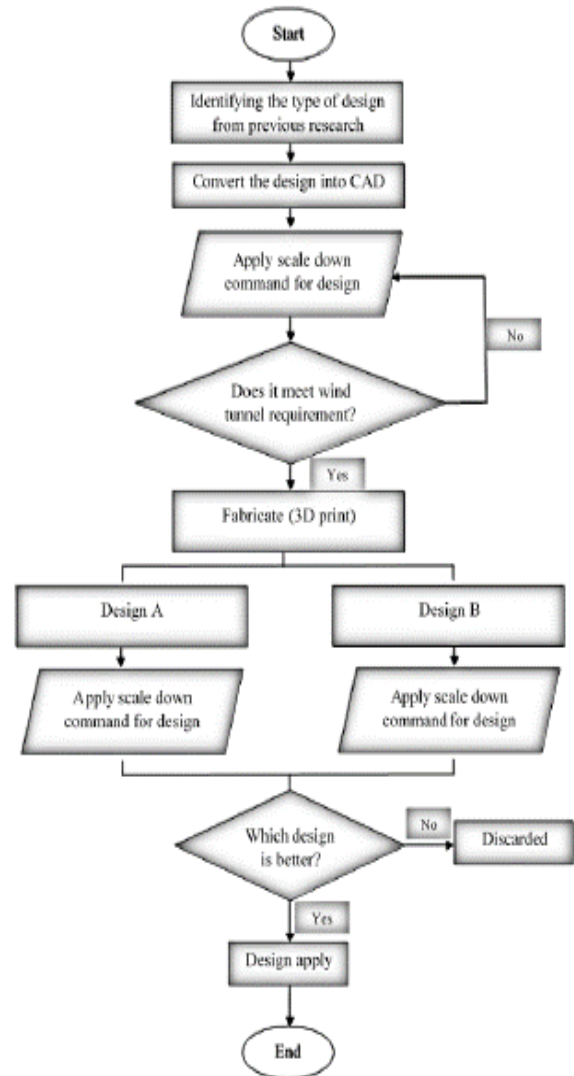 Start
Identifying the type of design
from previous research
Convert the design into CAD
Apply scale down
command for design
No
Does it meet wind
tunnel requirement?
Yes
Fabricate (3D print)
Design A
Design B
Apply scale down
command for design
Apply scale down
command for design
Which design
is better?
No
Discarded
Yes
Design apply
End